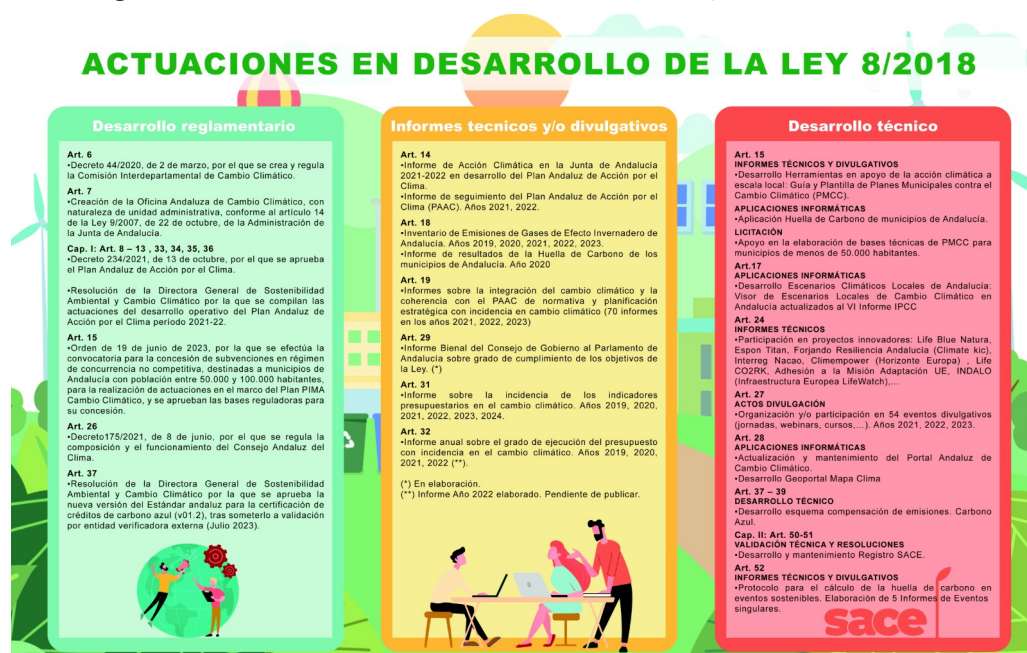 ACTUACIONES EN DESARROLLO DE LA LEY 8/2018
Desarrollo reglamentario
Art. 6
•Decreto 44/2020, de 2 de marzo, por el que se crea y regula
la Comisión Interdepartamental de Cambio Climático.
Art. 7
•Creación de la Oficina Andaluza de Cambio Climático, con
naturaleza de unidad administrativa, conforme al artículo 14
de la Ley 9/2007, de 22 de octubre, de la Administración de
la Junta de Andalucía.
Cap. I: Art. 8 – 13 , 33, 34, 35, 36
•Decreto 234/2021, de 13 de octubre, por el que se aprueba
el Plan Andaluz de Acción por el Clima.
•Resolución de la Directora General de Sostenibilidad
Ambiental y Cambio Climático por la que se compilan las
actuaciones del desarrollo operativo del Plan Andaluz de
Acción por el Clima período 2021-22.
Art. 15
•Orden de 19 de junio de 2023, por la que se efectúa la
convocatoria para la concesión de subvenciones en régimen
de concurrencia no competitiva, destinadas a municipios de
Andalucía con población entre 50.000 y 100.000 habitantes,
para la realización de actuaciones en el marco del Plan PIMA
Cambio Climático, y se aprueban las bases reguladoras para
su concesión.
Art. 26
•Decreto175/2021, de 8 de junio, por el que se regula la
composición y el funcionamiento del Consejo Andaluz del
Clima.
Art. 37
•Resolución de la Directora General de Sostenibilidad
Ambiental y Cambio Climático por la que se aprueba la
nueva versión del Estándar andaluz para la certificación de
créditos de carbono azul (v01.2), tras someterlo a validación
por entidad verificadora externa (Julio 2023).
Informes tecnicos y/o divulgativos
Art. 14
•Informe de Acción Climática en la Junta de Andalucía
2021-2022 en desarrollo del Plan Andaluz de Acción por el
Clima.
•Informe de seguimiento del Plan Andaluz de Acción por el
Clima (PAAC). Años 2021, 2022.
Art. 18
•Inventario de Emisiones de Gases de Efecto Invernadero de
Andalucía. Años 2019, 2020, 2021, 2022, 2023.
•Informe de resultados de la Huella de Carbono de los
municipios de Andalucía. Año 2020
Art. 19
•Informes sobre la integración del cambio climático y la
coherencia con el PAAC de normativa y planificación
estratégica con incidencia en cambio climático (70 informes
en los años 2021, 2022, 2023)
Art. 29
•Informe Bienal del Consejo de Gobierno al Parlamento de
Andalucía sobre grado de cumplimiento de los objetivos de
la Ley. (*)
Art. 31
•Informe sobre la incidencia de los indicadores
presupuestarios en el cambio climático. Años 2019, 2020,
2021, 2022, 2023, 2024.
Art. 32
•Informe anual sobre el grado de ejecución del presupuesto
con incidencia en el cambio climático. Años 2019, 2020,
2021, 2022 (**).
(*) En elaboración.
(**) Informe Año 2022 elaborado. Pendiente de publicar.
Desarrollo técnico
Art. 15
INFORMES TÉCNICOS Y DIVULGATIVOS
•Desarrollo Herramientas en apoyo de la acción climática a
escala local: Guía y Plantilla de Planes Municipales contra el
Cambio Climático (PMCC).
APLICACIONES INFORMÁTICAS
•Aplicación Huella de Carbono de municipios de Andalucía.
LICITACIÓN
•Apoyo en la elaboración de bases técnicas de PMCC para
municipios de menos de 50.000 habitantes.
Art.17
APLICACIONES INFORMÁTICAS
•Desarrollo Escenarios Climáticos Locales de Andalucía:
Visor de Escenarios Locales de Cambio Climático en
Andalucía actualizados al VI Informe IPCC
Art. 24
INFORMES TÉCNICOS
•Participación en proyectos innovadores: Life Blue Natura,
Espon Titan, Forjando Resiliencia Andalucía (Climate kic),
Interreg Nacao, Climempower (Horizonte Europa) , Life
CO2RK, Adhesión a la Misión Adaptación UE, INDALO
(Infraestructura Europea LifeWatch),...
Art. 27
ACTOS DIVULGACIÓN
•Organización y/o participación en 54 eventos divulgativos
(jornadas, webinars, cursos,...). Años 2021, 2022, 2023.
Art. 28
APLICACIONES INFORMÁTICAS
•Actualización y mantenimiento del Portal Andaluz de
Cambio Climático.
•Desarrollo Geoportal Mapa Clima
Art. 37 – 39
DESARROLLO TÉCNICO
•Desarrollo esquema compensación de emisiones. Carbono
Azul.
Cap. II: Art. 50-51
VALIDACIÓN TÉCNICA Y RESOLUCIONES
•Desarrollo y mantenimiento Registro SACE.
Art. 52
INFORMES TÉCNICOS Y DIVULGATIVOS
•Protocolo para el cálculo de la huella de carbono en
eventos sostenibles. Elaboración de 5 Informes de Eventos
singulares.
sace